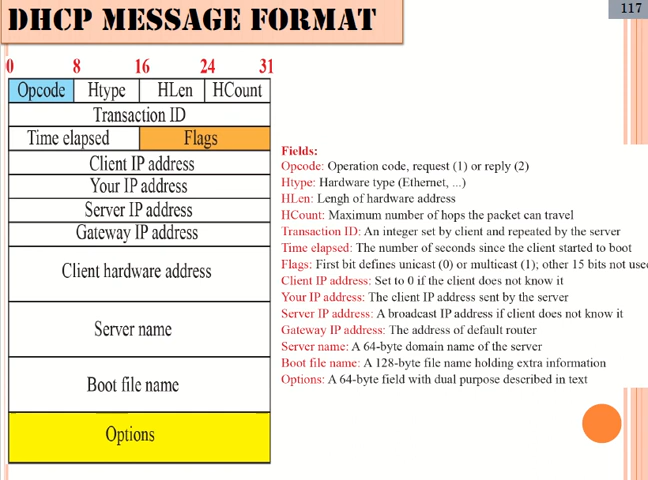 DHCP MESSAGE FORMAT
117
0 8 16 24 31
Opcode Htype HLen HCount
Transaction ID
Time elapsed Flags
Client IP address
Your IP address
Server IP address
Gateway IP address
Client hardware address
Server name
Boot file name
Options
Fields:
Opcode: Operation code, request (1) or reply (2)
Htype: Hardware type (Ethernet, ...)
HLen: Lengh of hardware address
HCount: Maximum number of hops the packet can travel
Transaction ID: An integer set by client and repeated by the server
Time elapsed: The number of seconds since the client started to boot
Flags: First bit defines unicast (0) or multicast (1); other 15 bits not used
Client IP address: Set to 0 if the client does not know it
Your IP address: The client IP address sent by the server
Server IP address: A broadcast IP address if client does not know it
Gateway IP address: The address of default router
Server name: A 64-byte domain name of the server
Boot file name: A 128-byte file name holding extra information
Options: A 64-byte field with dual purpose described in text